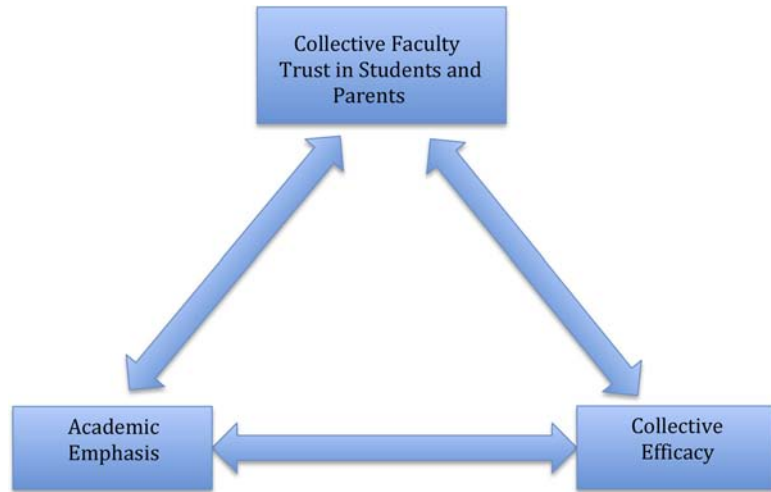 Collective Faculty
Trust in Students and
Parents
Academic
Emphasis
Collective
Efficacy